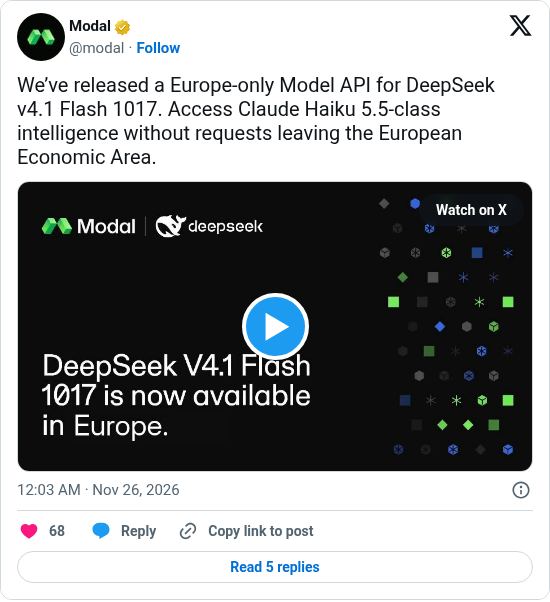 Modal
@modal · Follow
We’ve released a Europe-only Model API for DeepSeek
v4.1 Flash 1017. Access Claude Haiku 5.5-class
intelligence without requests leaving the European
Economic Area.
Watch on X
Modal deepseek
DeepSeek V4.1 Flash
1017 is now available
in Europe.
12:03 AM · Nov 26, 2026
68 Reply Copy link to post
Read 5 replies